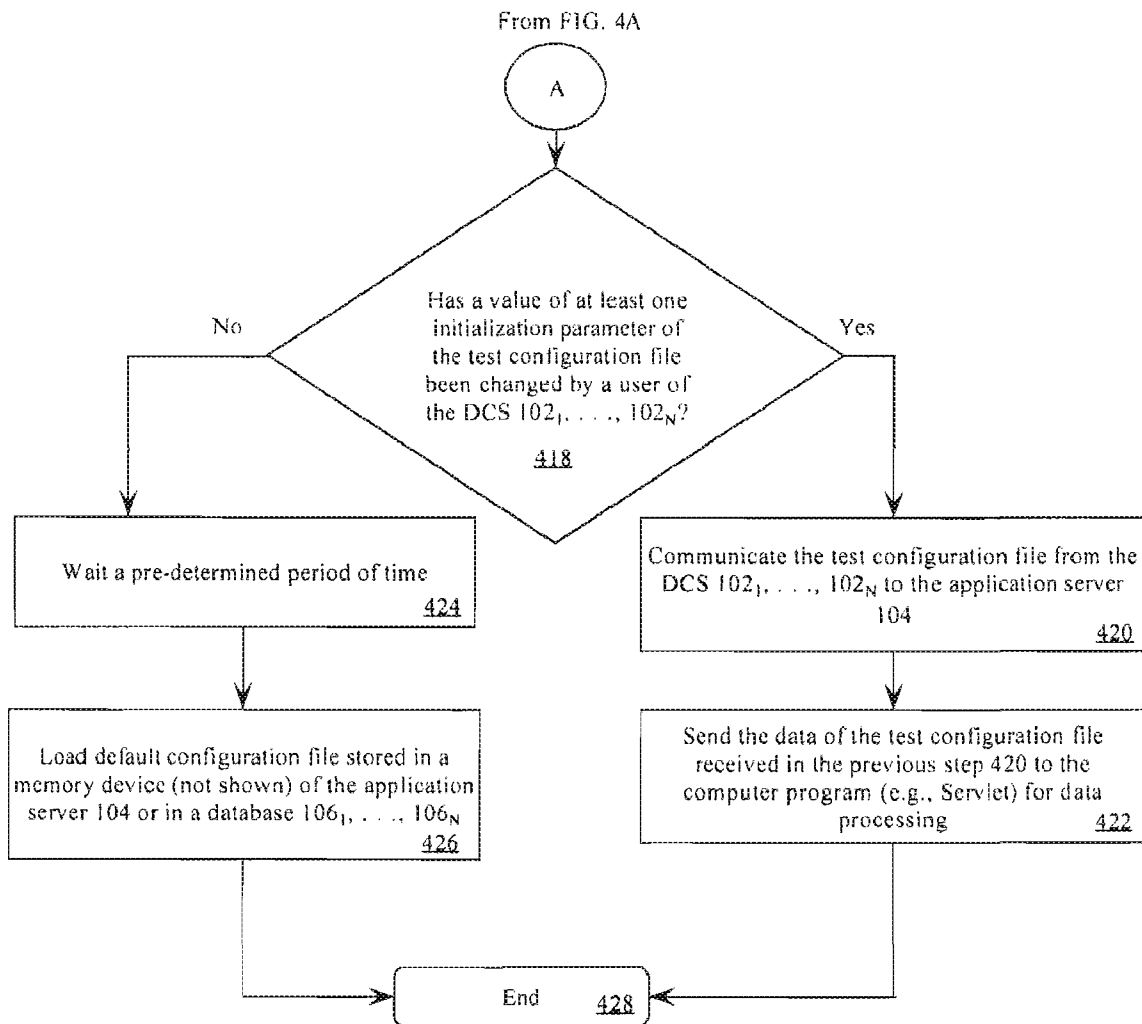 From FIG. 4A
A
Has a value of at least one
initialization parameter of
the test configuration file
been changed by a user of
the DCS 102₁, . . ., 102_N?
418
No
Yes
Wait a pre-determined period of time
424
Load default configuration file stored in a
memory device (not shown) of the application
server 104 or in a database 106₁, . . ., 106_N
426
Communicate the test configuration file from the
DCS 102₁, . . ., 102_N to the application server
104
420
Send the data of the test configuration file
received in the previous step 420 to the
computer program (e.g., Servlet) for data
processing
422
End
428